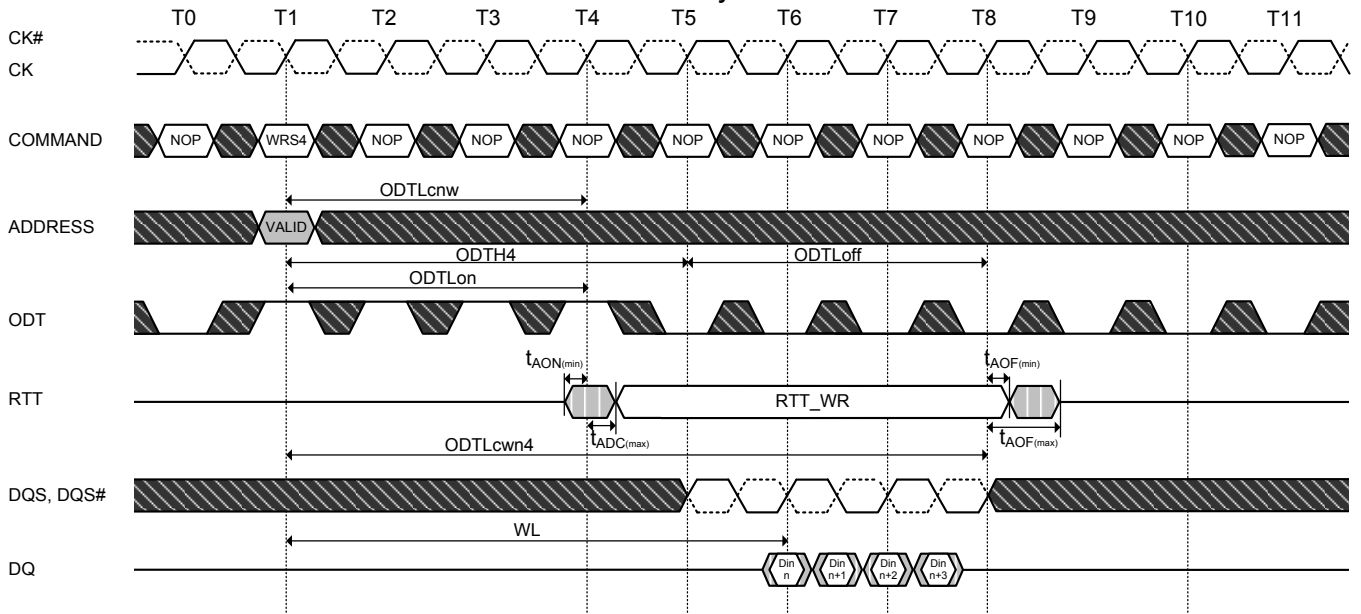 T0 T1 T2 T3 T4 T5 T6 T7 T8 T9 T10 T11
CK#
CK
COMMAND NOP WRS4 NOP NOP NOP NOP NOP NOP NOP NOP NOP NOP
ODTLcnw
ADDRESS VALID
ODTH4 ODTLoff
ODTLon
ODT
tAON(min) tAOF(min)
RTT RTT_WR
tADC(max) tAOF(max)
ODTLcwn4
DQS, DQS#
WL
DQ Din n Din n+1 Din n+2 Din n+3